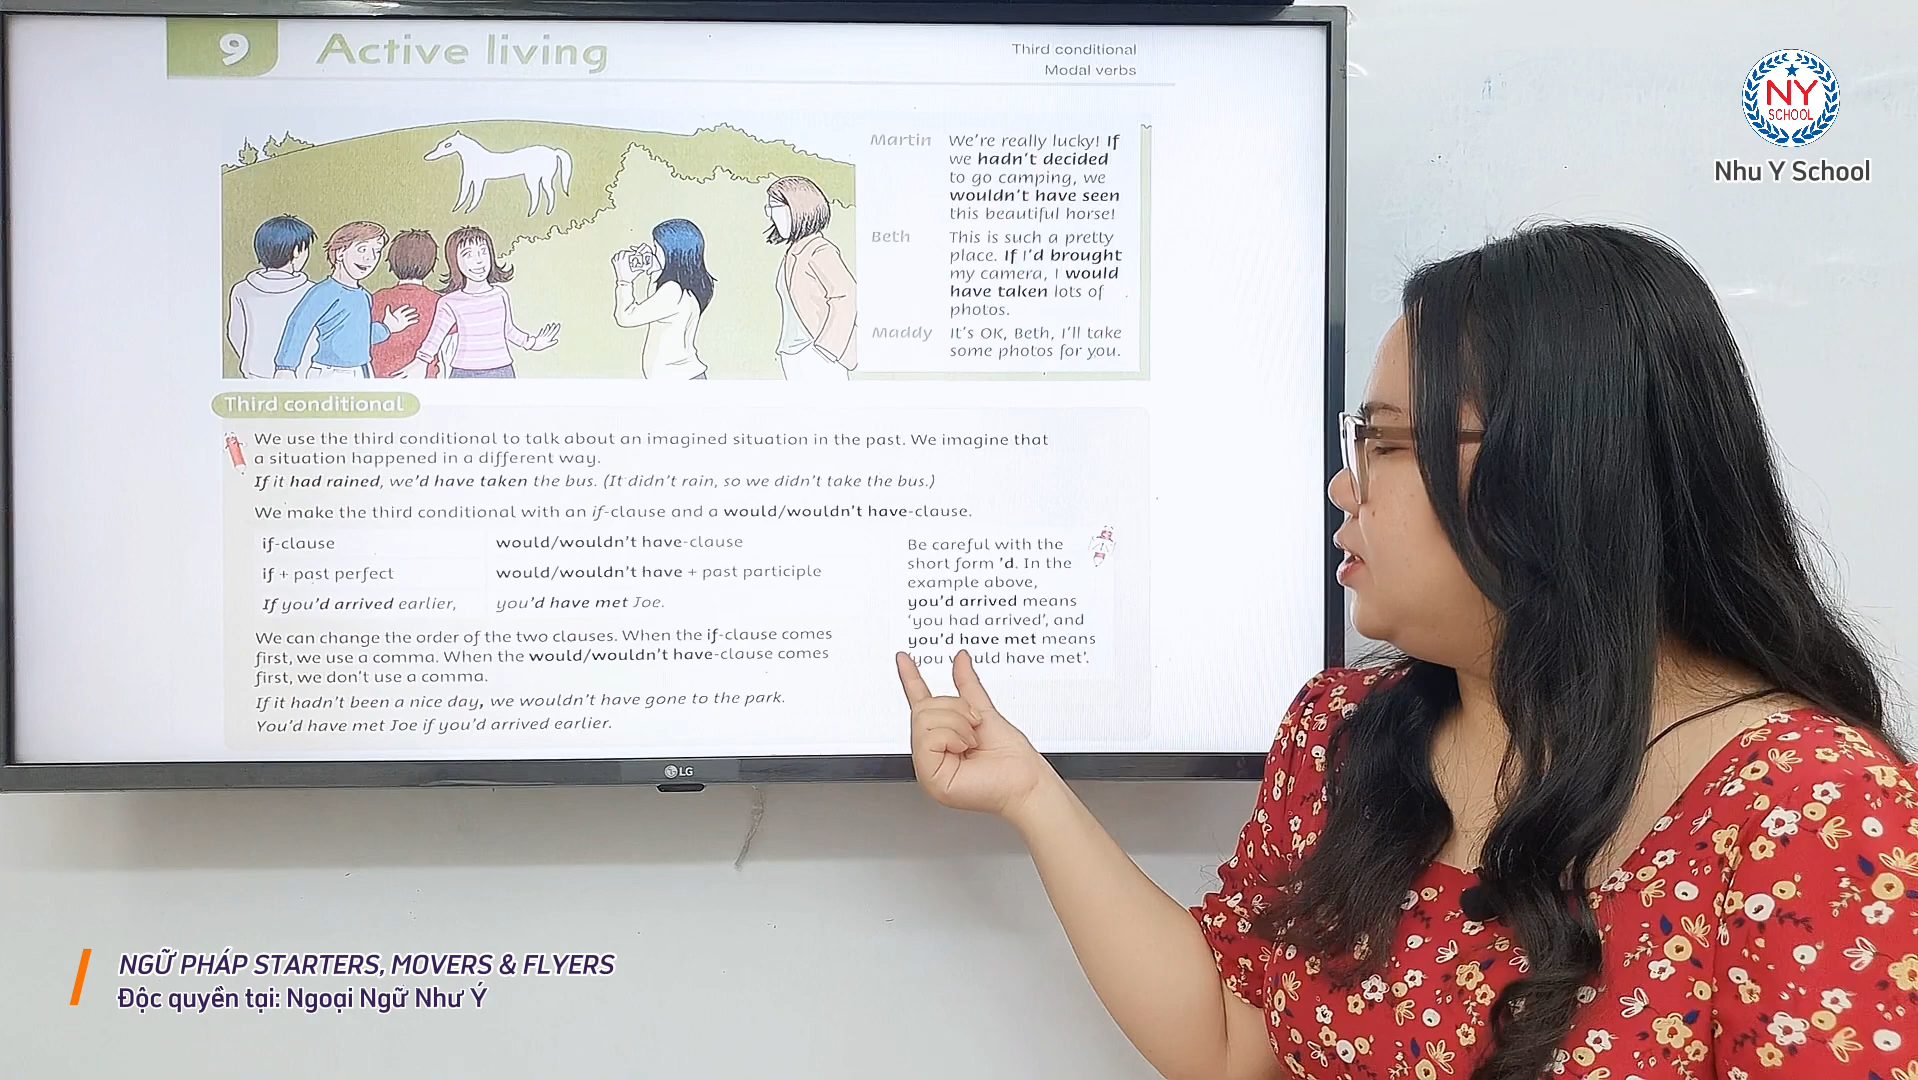 9 Active living
Third conditional
Modal verbs
Martin We're really lucky! If
we hadn't decided
to go camping, we
wouldn't have seen
this beautiful horse!
Beth This is such a pretty
place. If I'd brought
my camera, I would
have taken lots of
photos.
Maddy It's OK, Beth, I'll take
some photos for you.
Third conditional
We use the third conditional to talk about an imagined situation in the past. We imagine that
a situation happened in a different way.
If it had rained, we'd have taken the bus. (It didn't rain, so we didn't take the bus.)
We make the third conditional with an if-clause and a would/wouldn't have-clause.
if-clause would/wouldn't have-clause
if + past perfect would/wouldn't have + past participle
If you'd arrived earlier, you'd have met Joe.
We can change the order of the two clauses. When the if-clause comes
first, we use a comma. When the would/wouldn't have-clause comes
first, we don't use a comma.
If it hadn't been a nice day, we wouldn't have gone to the park.
You'd have met Joe if you'd arrived earlier.
Be careful with the
short form 'd. In the
example above,
you'd arrived means
'you had arrived', and
you'd have met means
'you would have met'.
LG
NY
SCHOOL
Nhu Y School
NGỮ PHÁP STARTERS, MOVERS & FLYERS
Độc quyền tại: Ngoại Ngữ Như Ý